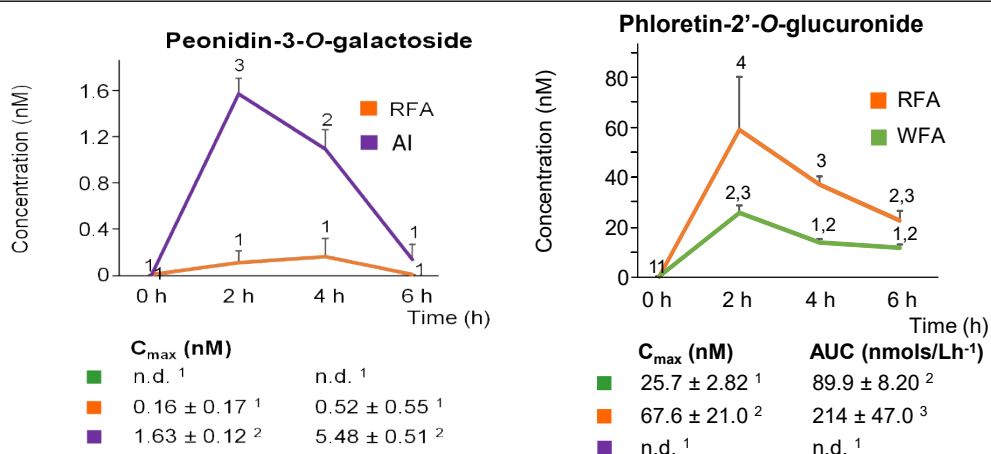 Peonidin-3-O-galactoside
Concentration (nM)
1.6
1.2
0.8
0.4
0
3
2
1
1
1
1
1
1
RFA
AI
0 h 2 h 4 h 6 h
Time (h)
Cmax (nM)
n.d. 1 n.d. 1
0.16 ± 0.17 1 0.52 ± 0.55 1
1.63 ± 0.12 2 5.48 ± 0.51 2
Phloretin-2’-O-glucuronide
Concentration (nM)
80
60
40
20
0
4
3
2,3
2,3
1,2
1,2
11
RFA
WFA
0 h 2 h 4 h 6 h
Time (h)
Cmax (nM) AUC (nmols/Lh-1)
25.7 ± 2.82 1 89.9 ± 8.20 2
67.6 ± 21.0 2 214 ± 47.0 3
n.d. 1 n.d. 1